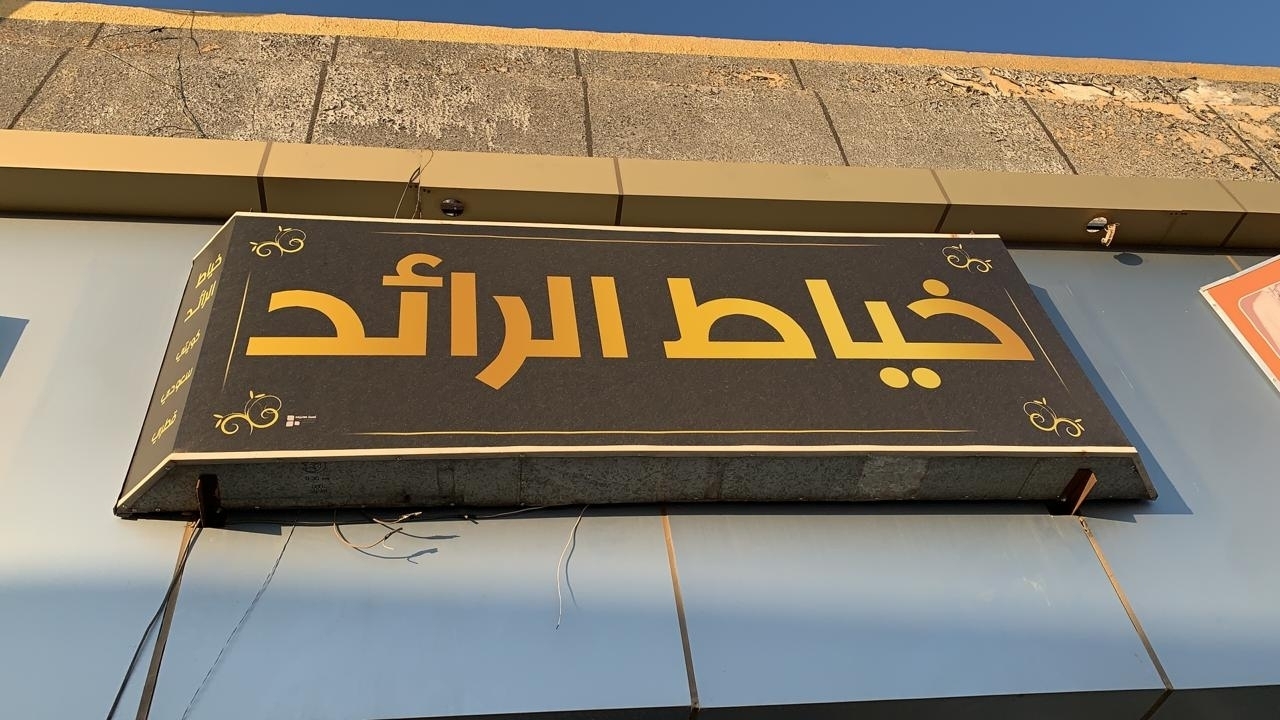 خياط الرائد
خياط
الرائد
كويتي
سعودي
قطري